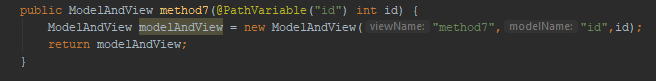 public ModelAndView method7(@PathVariable("id") int id) {
ModelAndView modelAndView = new ModelAndView( viewName: "method7", modelName: "id",id);
return modelAndView;
}